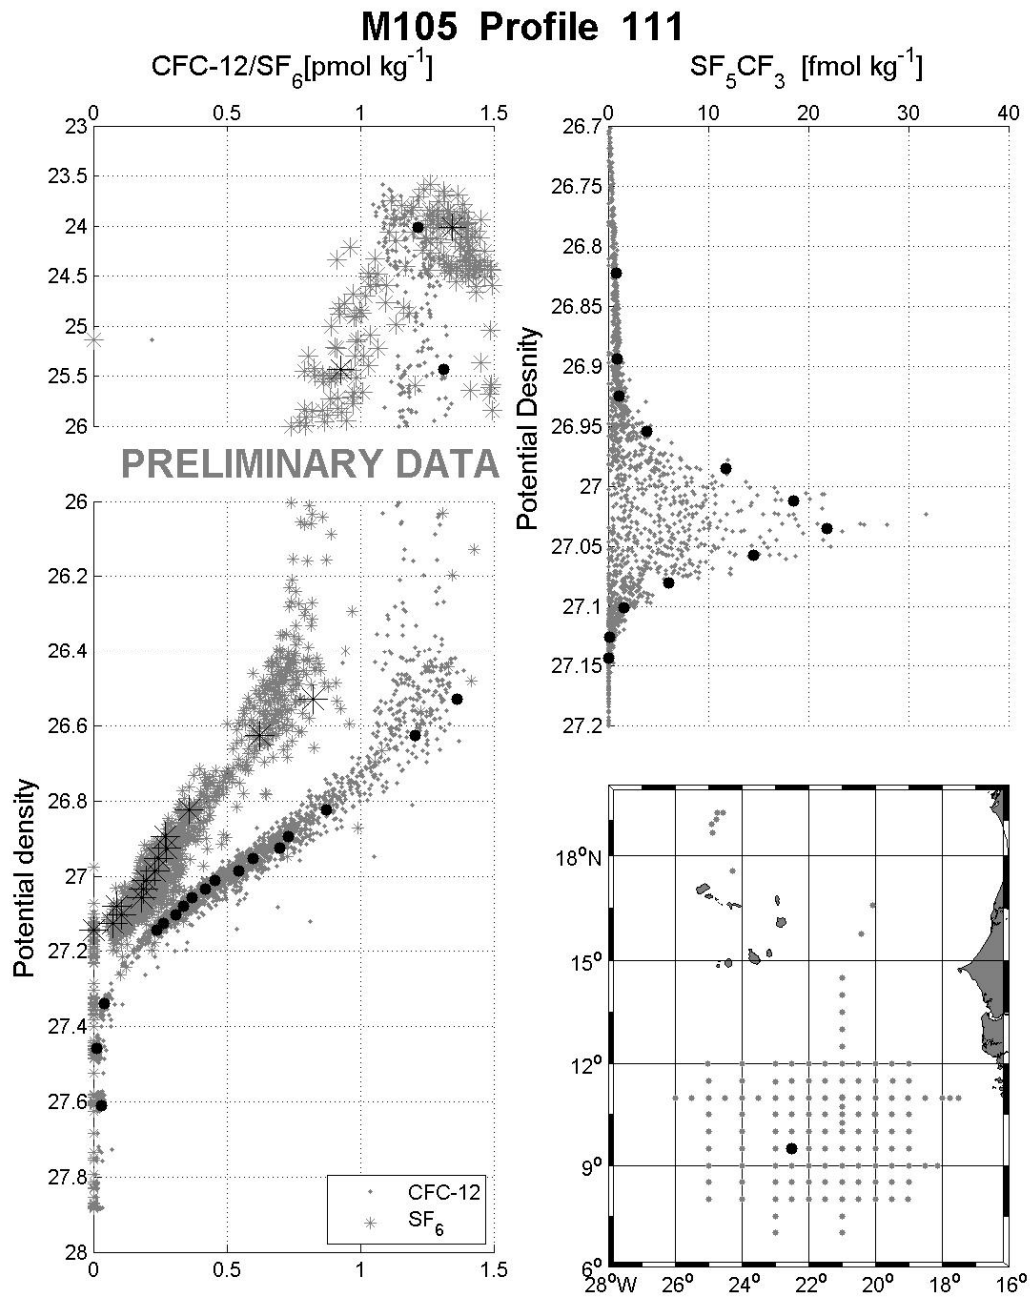 M105 Profile 111
CFC-12/SF6[pmol kg-1]
0 0.5 1 1.5
23
23.5
24
24.5
25
25.5
26
PRELIMINARY DATA
26
26.2
26.4
26.6
26.8
27
27.2
27.4
27.6
27.8
28
Potential density
CFC-12
SF6
0 0.5 1 1.5
SF5CF3 [fmol kg-1]
0 10 20 30 40
26.7
26.75
26.8
26.85
26.9
26.95
27
27.05
27.1
27.15
27.2
Potential Desnity
18°N
15°
12°
9°
6°
28°W 26° 24° 22° 20° 18° 16°